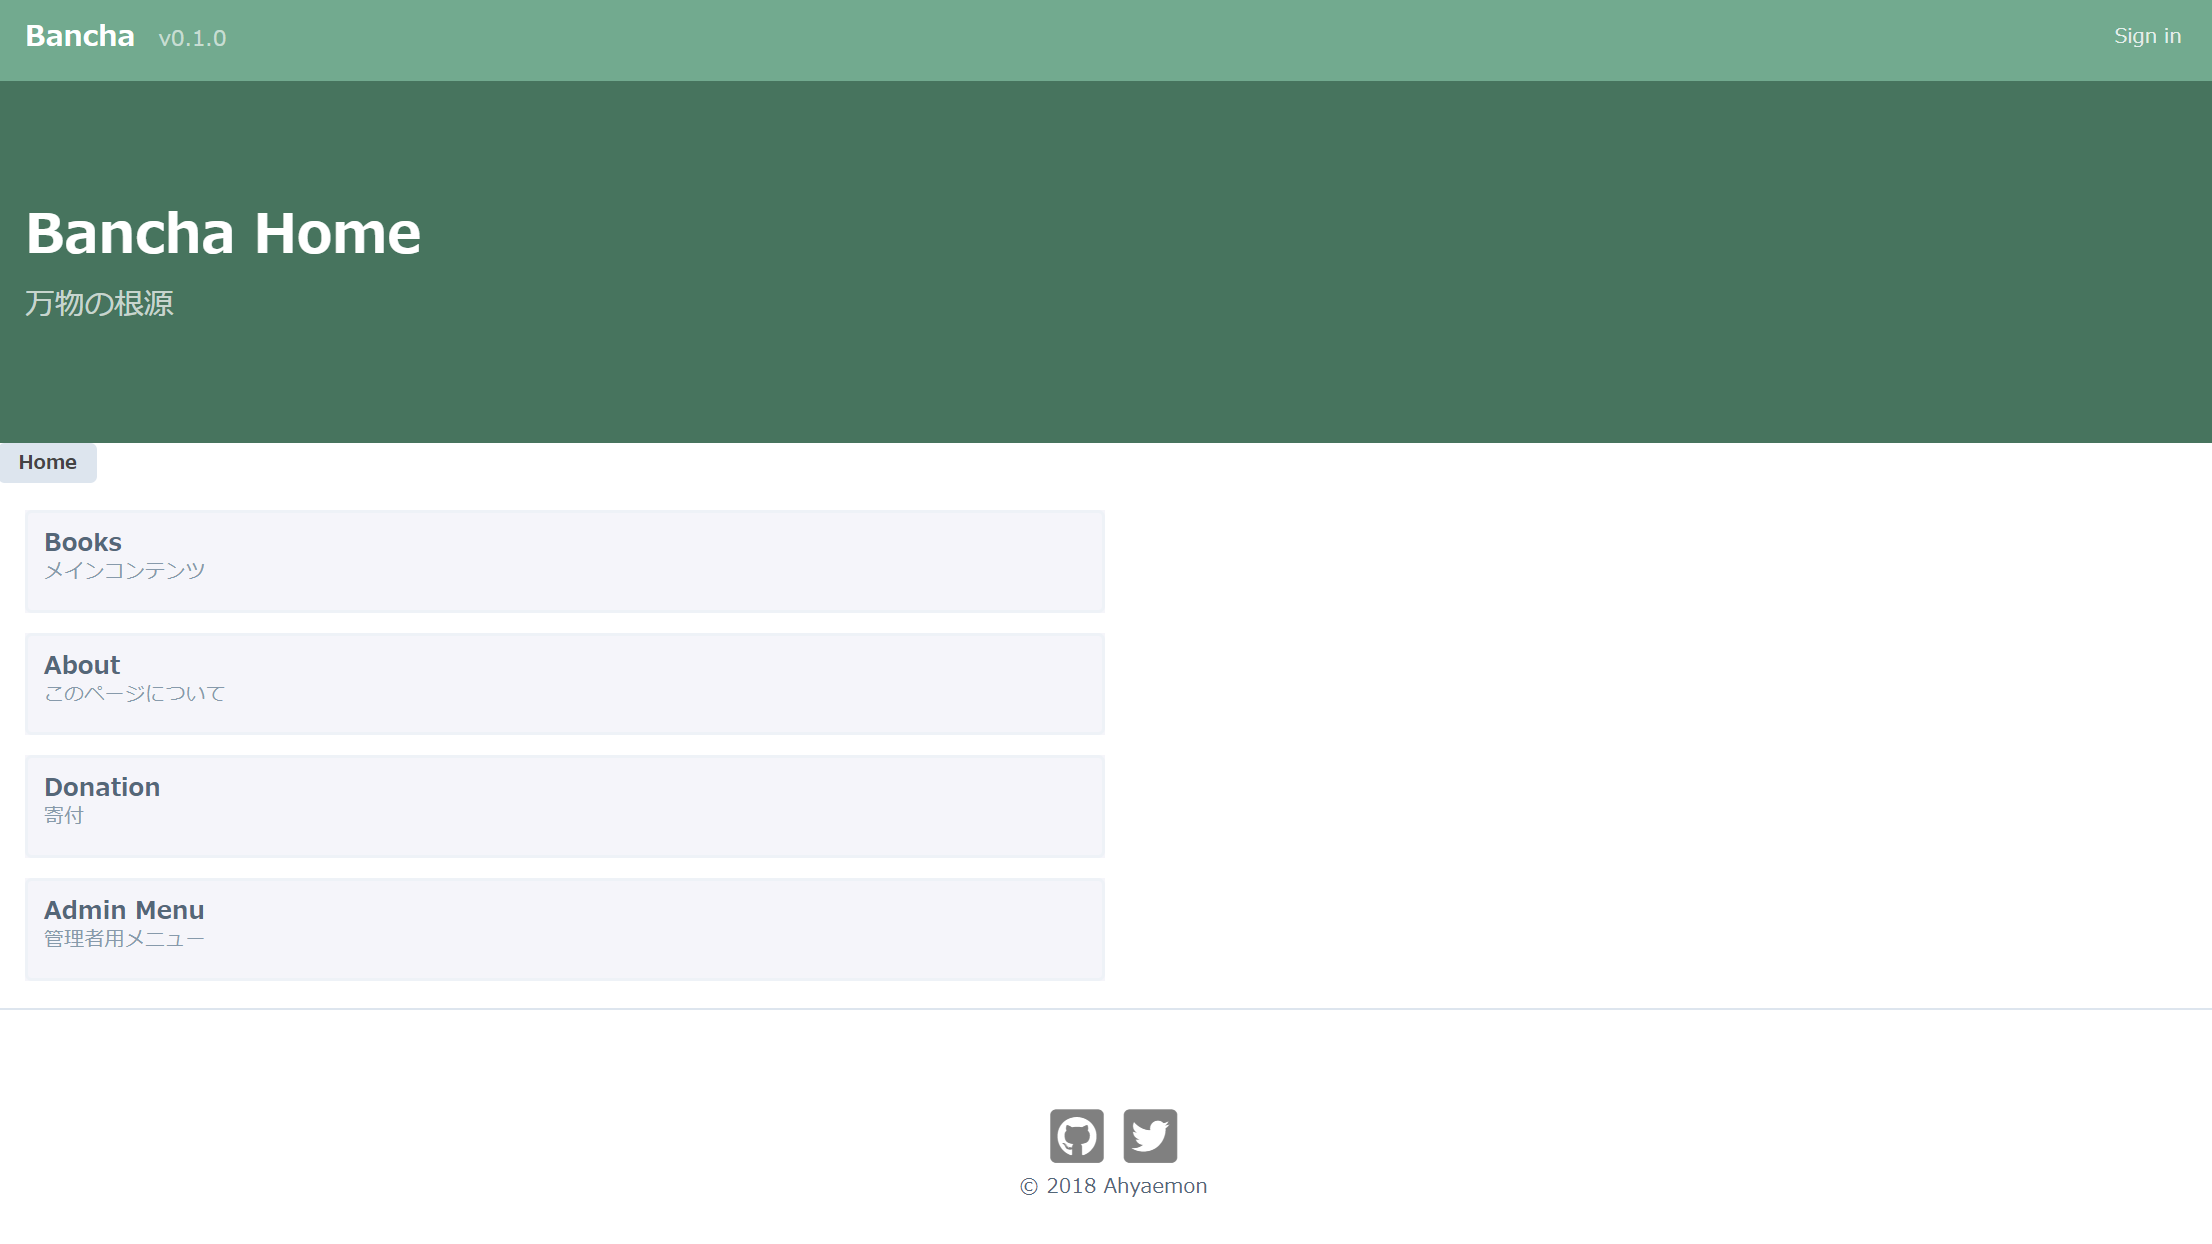 Bancha v0.1.0
Sign in
Bancha Home
万物の根源
Home
Books
メインコンテンツ
About
このページについて
Donation
寄付
Admin Menu
管理者用メニュー
© 2018 Ahyaemon